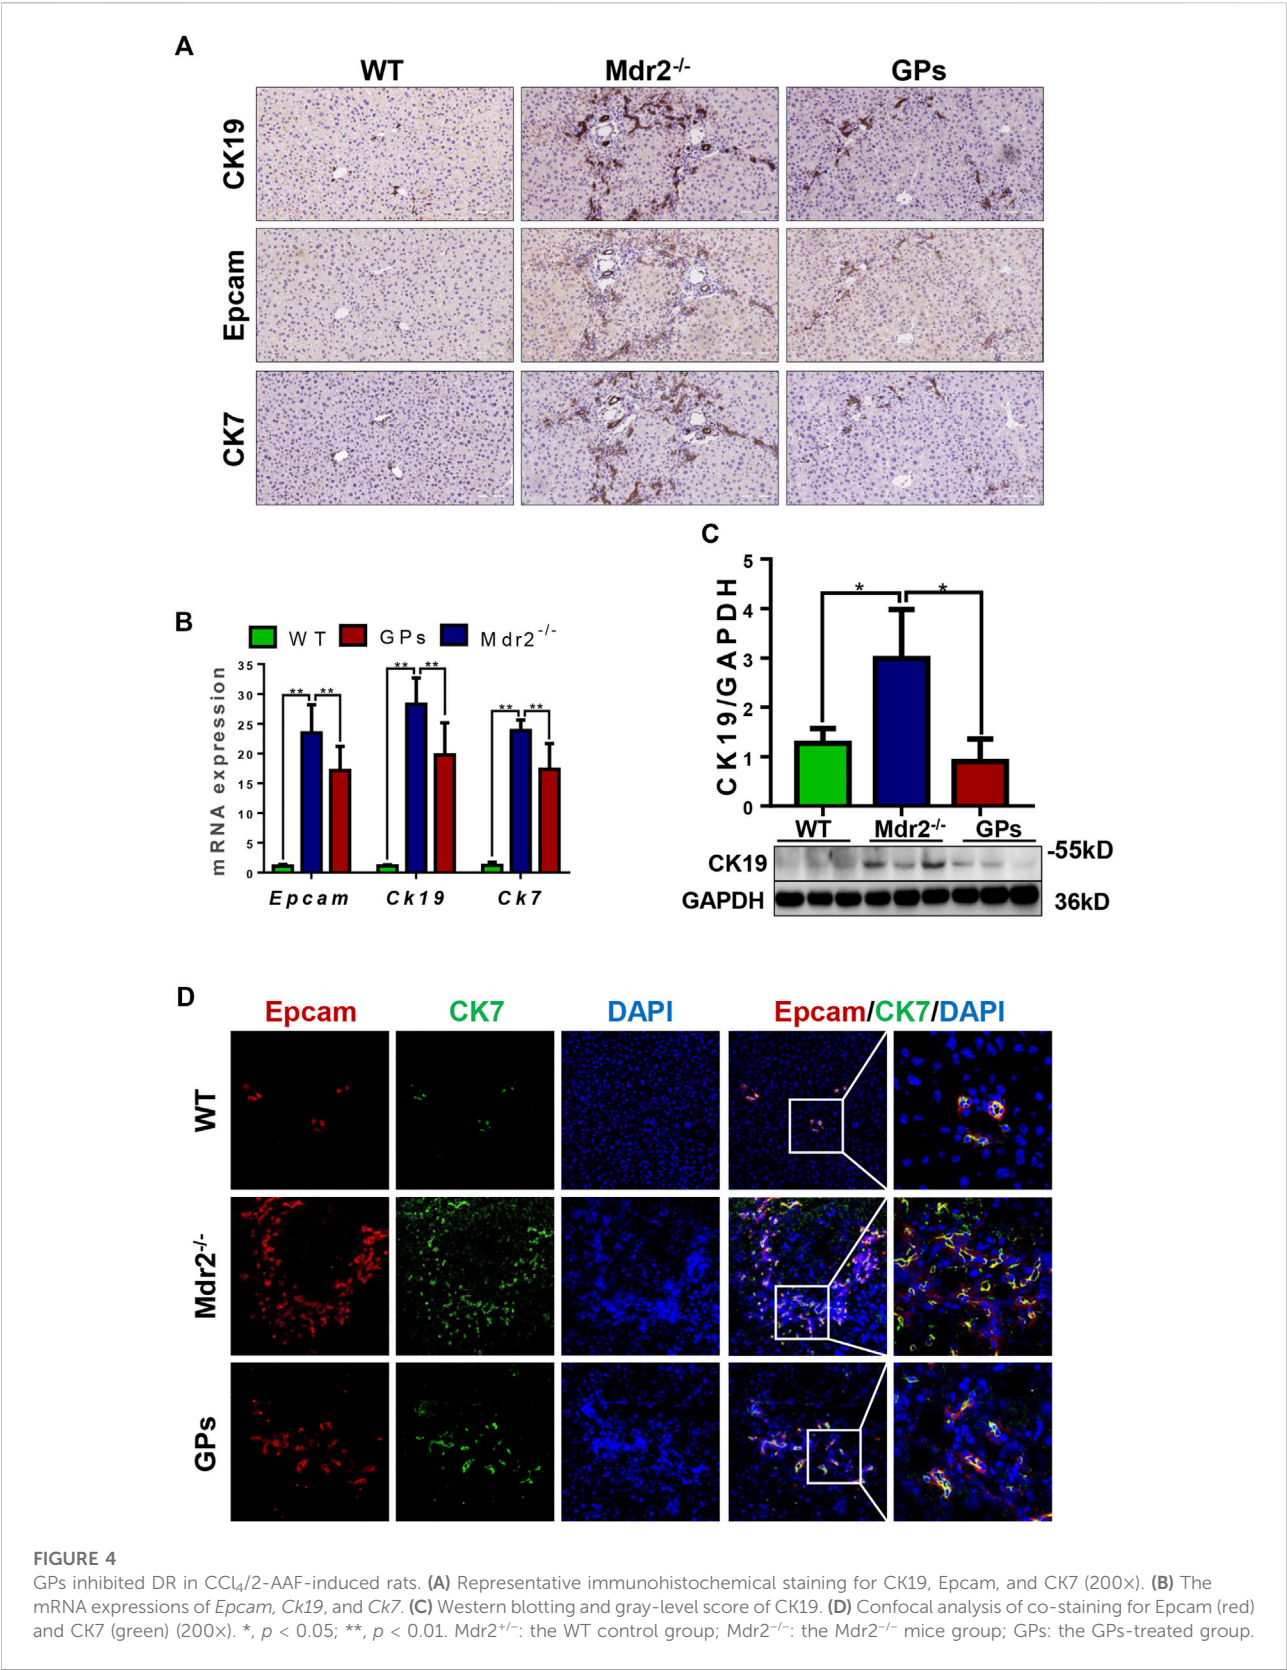 A
WT Mdr2-/- GPs
CK19
Epcam
CK7
B
WT GPs Mdr2-/-
mRNA expression
35
30
25
20
15
10
5
0
** ** ** ** ** **
Epcam Ck19 Ck7
C
CK19/GAPDH
5
4
3
2
1
0
* *
WT Mdr2-/- GPs
CK19 -55kD
GAPDH 36kD
D
Epcam CK7 DAPI Epcam/CK7/DAPI
WT
Mdr2-/-
GPs
FIGURE 4
GPs inhibited DR in CCl₄/2-AAF-induced rats. (A) Representative immunohistochemical staining for CK19, Epcam, and CK7 (200×). (B) The
mRNA expressions of Epcam, Ck19, and Ck7. (C) Western blotting and gray-level score of CK19. (D) Confocal analysis of co-staining for Epcam (red)
and CK7 (green) (200×). *, p < 0.05; **, p < 0.01. Mdr2+/−: the WT control group; Mdr2−/−: the Mdr2−/− mice group; GPs: the GPs-treated group.